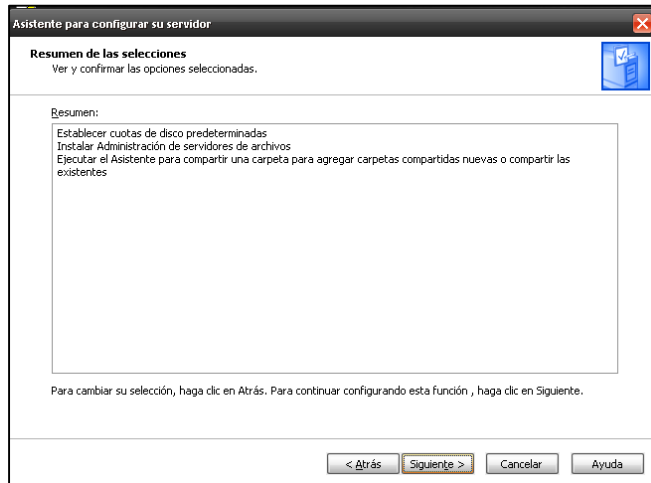 Asistente para configurar su servidor
Resumen de las selecciones
Ver y confirmar las opciones seleccionadas.
Resumen:
Establecer cuotas de disco predeterminadas
Instalar Administración de servidores de archivos
Ejecutar el Asistente para compartir una carpeta para agregar carpetas compartidas nuevas o compartir las
existentes
Para cambiar su selección, haga clic en Atrás. Para continuar configurando esta función , haga clic en Siguiente.
< Atrás Siguiente > Cancelar Ayuda